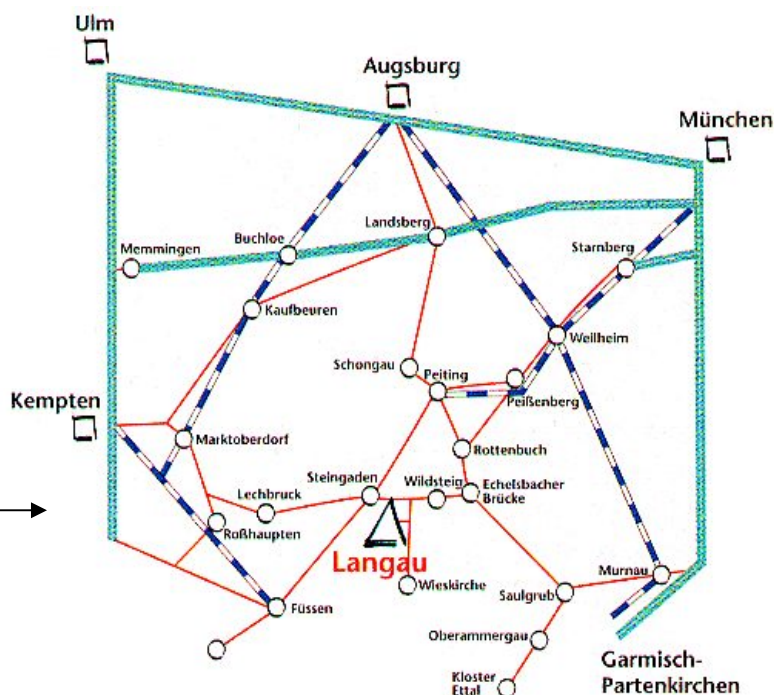 Ulm
Augsburg
München
Landsberg
Buchloe
Memmingen
Starnberg
Kaufbeuren
Weilheim
Schongau
Peiting
Kempten
Peißenberg
Marktoberdorf
Rottenbuch
Steingaden
Wildsteig
Echelsbacher
Brücke
Lechbruck
Roßhaupten
Langau
Wieskirche
Murnau
Saulgrub
Füssen
Oberammergau
Garmisch-
Partenkirchen
Kloster
Ettal